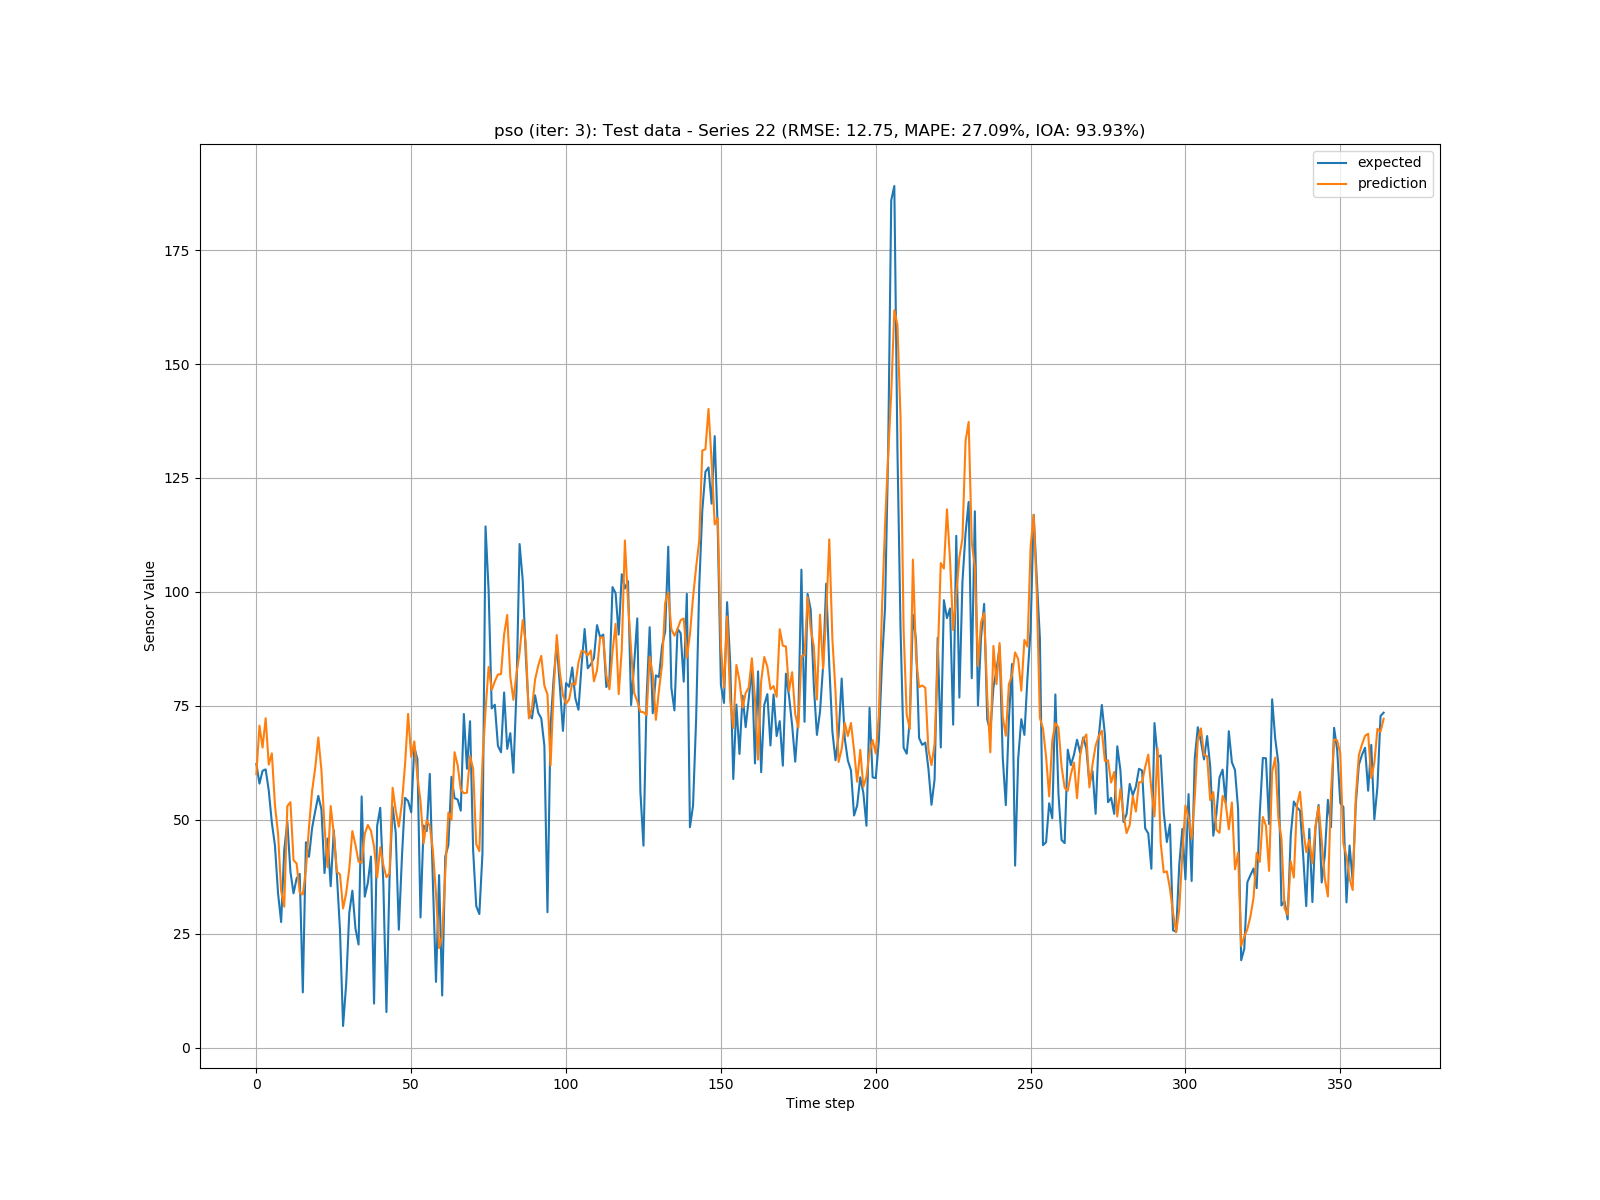 pso (iter: 3): Test data - Series 22 (RMSE: 12.75, MAPE: 27.09%, IOA: 93.93%)
expected
prediction
175
150
125
100
75
50
25
0
Sensor Value
0 50 100 150 200 250 300 350
Time step